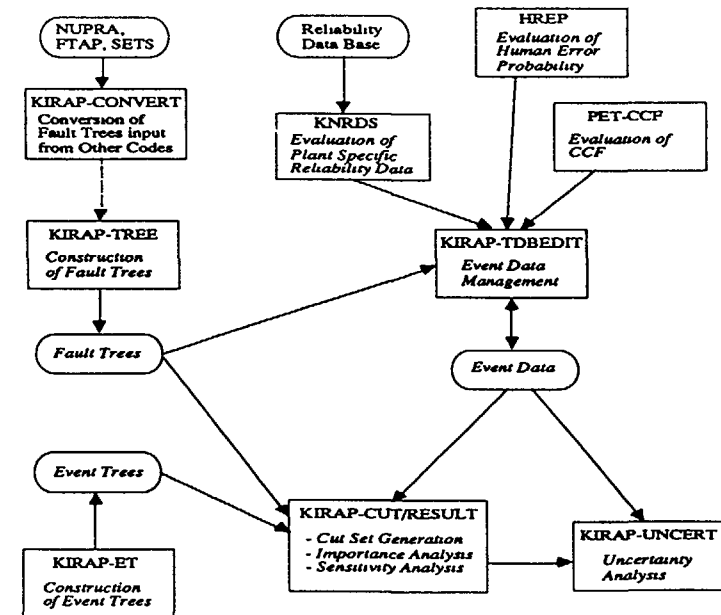 NUPRA,
FTAP, SETS
Reliability
Data Base
HREP
Evaluation of
Human Error
Probability
KIRAP-CONVERT
Conversion of
Fault Trees input
from Other Codes
KNRDS
Evaluation of
Plant Specific
Reliability Data
PET-CCF
Evaluation of
CCF
KIRAP-TREE
Construction
of Fault Trees
KIRAP-TDBEDIT
Event Data
Management
Fault Trees
Event Data
Event Trees
KIRAP-ET
Construction
of Event Trees
KIRAP-CUT/RESULT
- Cut Set Generation
- Importance Analysis
- Sensitivity Analysis
KIRAP-UNCERT
Uncertainty
Analysis